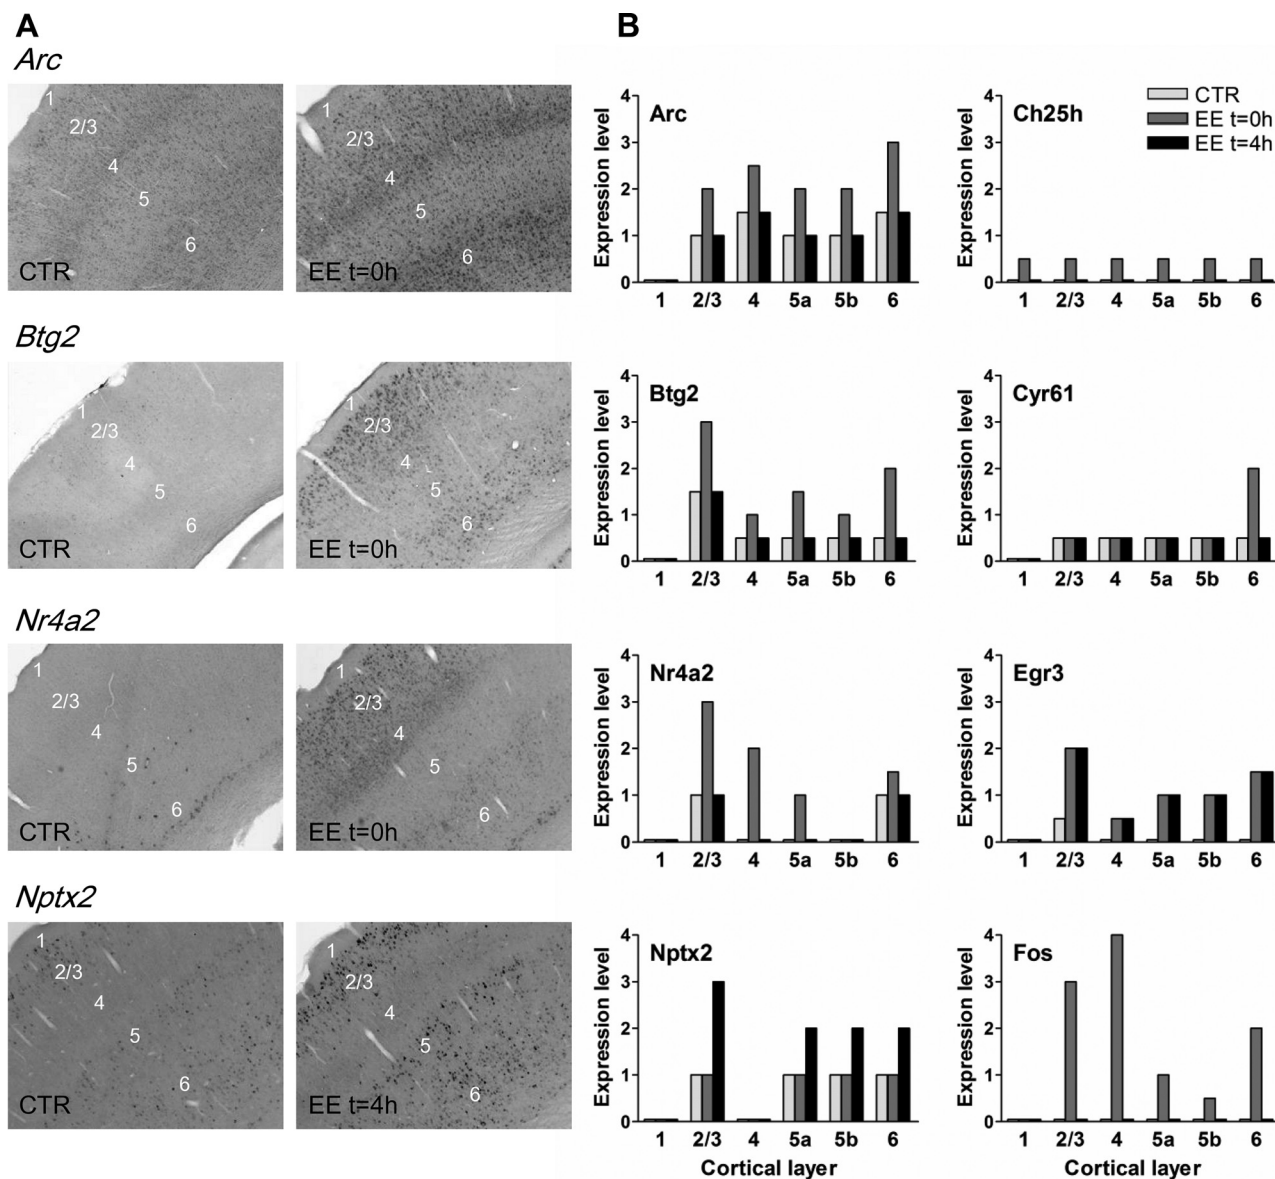 A
Arc
1
2/3
4
5
6
CTR
1
2/3
4
5
6
EE t=0h
Btg2
1
2/3
4
5
6
CTR
1
2/3
4
5
6
EE t=0h
Nr4a2
1
2/3
4
5
6
CTR
1
2/3
4
5
6
EE t=0h
Nptx2
1
2/3
4
5
6
CTR
1
2/3
4
5
6
EE t=4h
B
Arc
Expression level
4
3
2
1
0
1 2/3 4 5a 5b 6
Ch25h
CTR
EE t=0h
EE t=4h
Expression level
4
3
2
1
0
1 2/3 4 5a 5b 6
Btg2
Expression level
4
3
2
1
0
1 2/3 4 5a 5b 6
Cyr61
Expression level
4
3
2
1
0
1 2/3 4 5a 5b 6
Nr4a2
Expression level
4
3
2
1
0
1 2/3 4 5a 5b 6
Egr3
Expression level
4
3
2
1
0
1 2/3 4 5a 5b 6
Nptx2
Expression level
4
3
2
1
0
1 2/3 4 5a 5b 6
Cortical layer
Fos
Expression level
4
3
2
1
0
1 2/3 4 5a 5b 6
Cortical layer